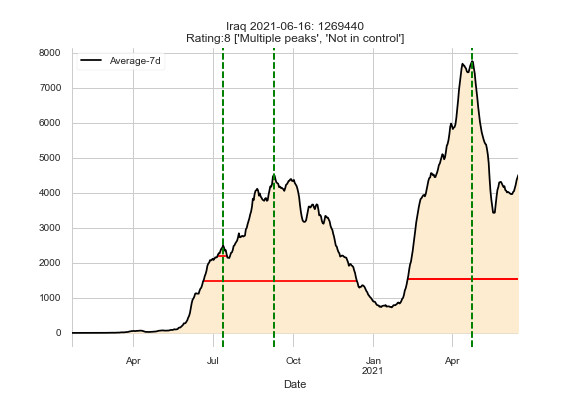 Iraq 2021-06-16: 1269440
Rating:8 ['Multiple peaks', 'Not in control']
Average-7d
8000
7000
6000
5000
4000
3000
2000
1000
0
Apr Jul Oct Jan Apr
2021
Date